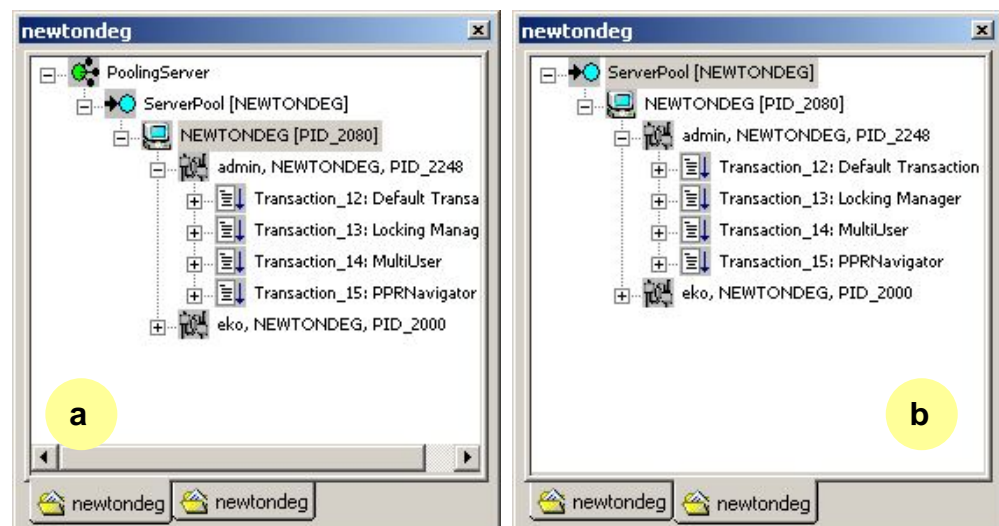 newtondeg
PoolingServer
ServerPool [NEWTONDEG]
NEWTONDEG [PID_2080]
admin, NEWTONDEG, PID_2248
Transaction_12: Default Transa
Transaction_13: Locking Manag
Transaction_14: MultiUser
Transaction_15: PPRNavigator
eko, NEWTONDEG, PID_2000
a
newtondeg newtondeg
newtondeg
ServerPool [NEWTONDEG]
NEWTONDEG [PID_2080]
admin, NEWTONDEG, PID_2248
Transaction_12: Default Transaction
Transaction_13: Locking Manager
Transaction_14: MultiUser
Transaction_15: PPRNavigator
eko, NEWTONDEG, PID_2000
b
newtondeg newtondeg